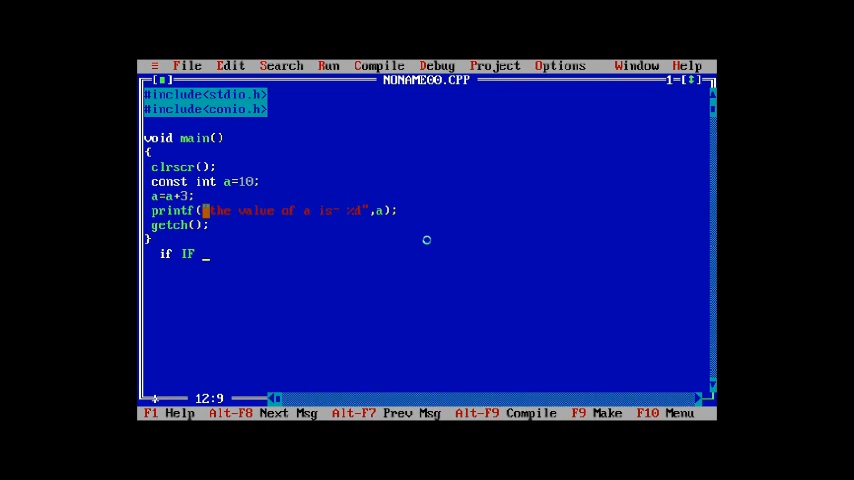 ≡ File Edit Search Run Compile Debug Project Options Window Help
[■] NONAME00.CPP 1=[↕]
#include<stdio.h>
#include<conio.h>
void main()
{
clrscr();
const int a=10;
a=a+3;
printf("the value of a is= %d",a);
getch();
}
if IF _
* 12:9
F1 Help Alt-F8 Next Msg Alt-F7 Prev Msg Alt-F9 Compile F9 Make F10 Menu